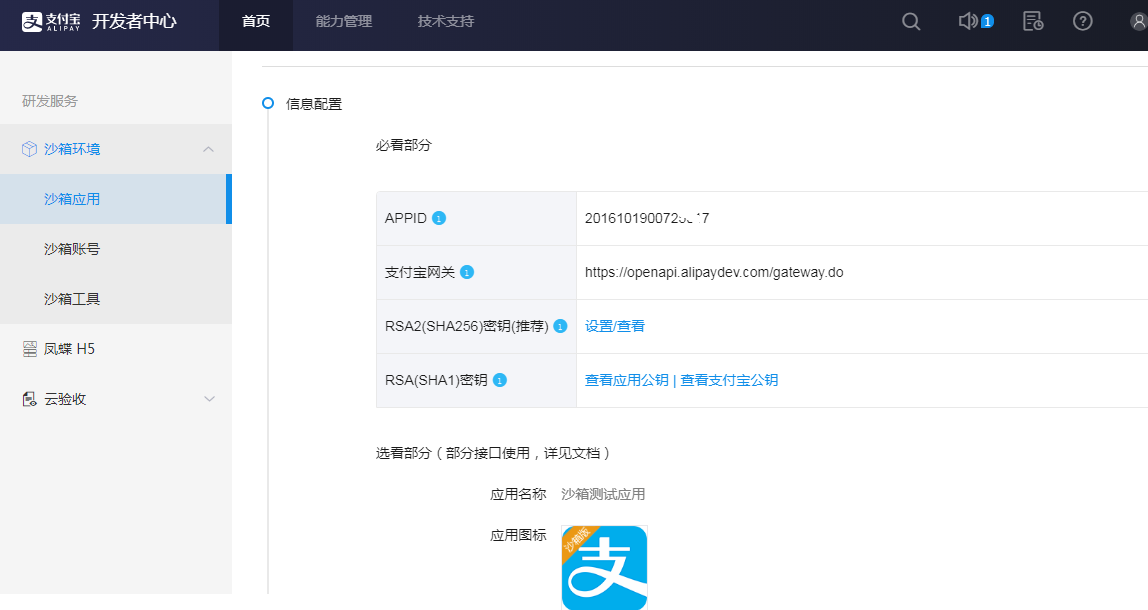 支付宝 ALIPAY 开发者中心 首页 能力管理 技术支持 1
研发服务
沙箱环境
沙箱应用
沙箱账号
沙箱工具
凤蝶 H5
云验收
信息配置
必看部分
APPID
支付宝网关 https://openapi.alipaydev.com/gateway.do
RSA2(SHA256)密钥(推荐) 设置/查看
RSA(SHA1)密钥 查看应用公钥 | 查看支付宝公钥
选看部分（部分接口使用，详见文档）
应用名称 沙箱测试应用
应用图标 沙箱版 支